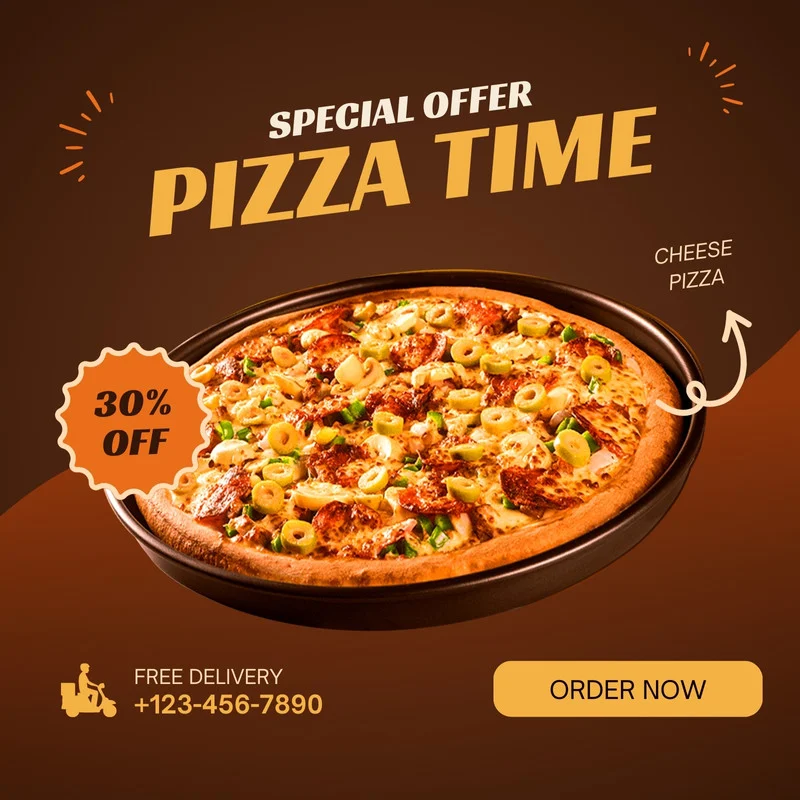 SPECIAL OFFER
PIZZA TIME
CHEESE
PIZZA
30%
OFF
FREE DELIVERY
+123-456-7890
ORDER NOW